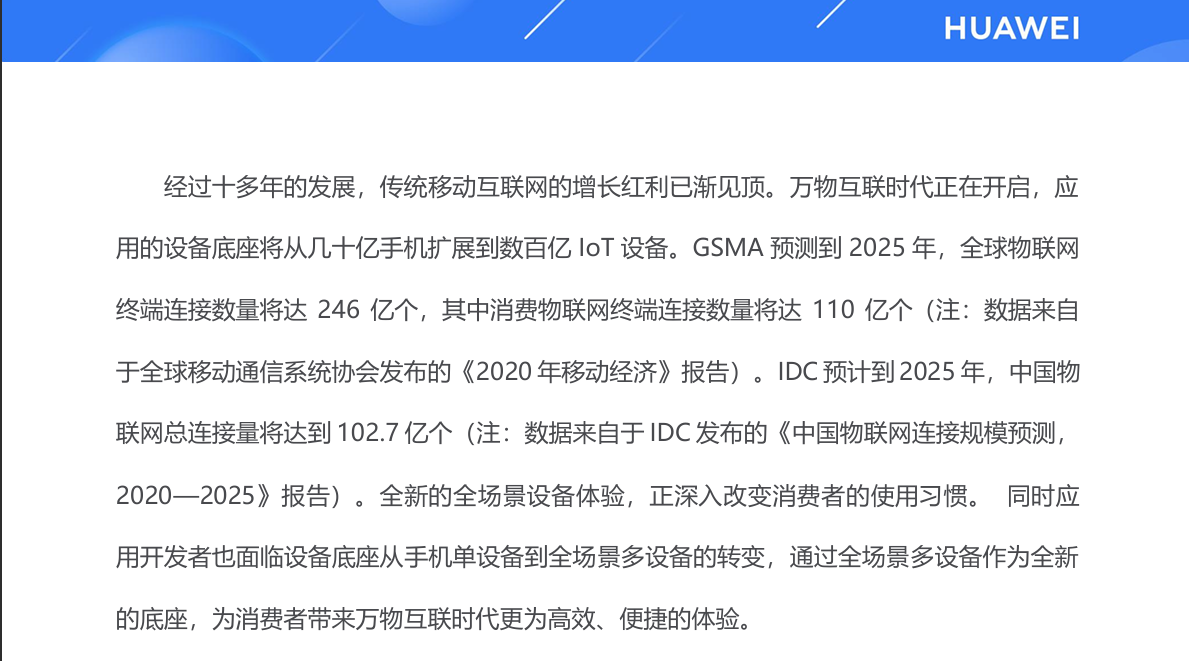 HUAWEI
经过十多年的发展，传统移动互联网的增长红利已渐见顶。万物互联时代正在开启，应
用的设备底座将从几十亿手机扩展到数百亿 IoT 设备。GSMA 预测到 2025 年，全球物联网
终端连接数量将达 246 亿个，其中消费物联网终端连接数量将达 110 亿个（注：数据来自
于全球移动通信系统协会发布的《2020 年移动经济》报告）。IDC 预计到 2025 年，中国物
联网总连接量将达到 102.7 亿个（注：数据来自于 IDC 发布的《中国物联网连接规模预测，
2020—2025》报告）。全新的全场景设备体验，正深入改变消费者的使用习惯。 同时应
用开发者也面临设备底座从手机单设备到全场景多设备的转变，通过全场景多设备作为全新
的底座，为消费者带来万物互联时代更为高效、便捷的体验。